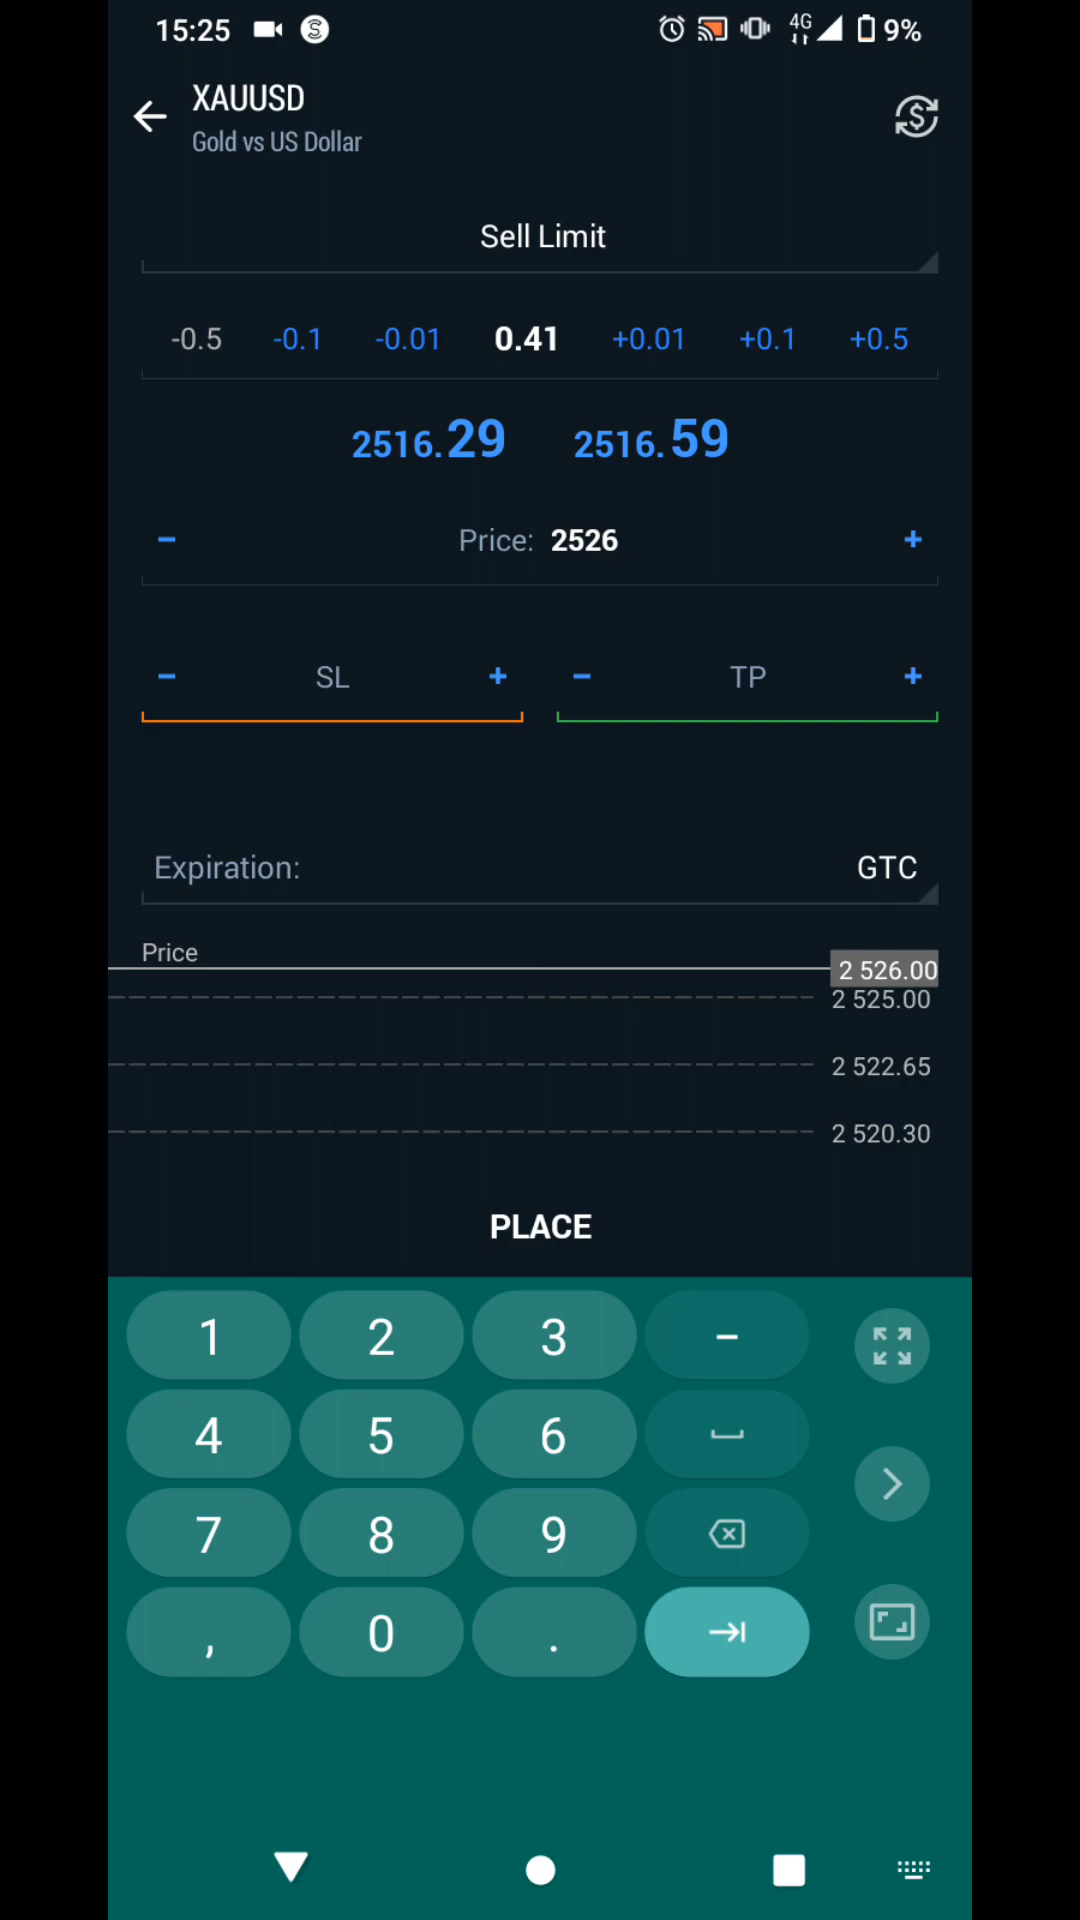 15:25 4G 9%
XAUUSD
Gold vs US Dollar
Sell Limit
-0.5 -0.1 -0.01 0.41 +0.01 +0.1 +0.5
2516.29 2516.59
- Price: 2526 +
- SL + - TP +
Expiration: GTC
Price
2 526.00
2 525.00
2 522.65
2 520.30
PLACE
1 2 3 -
4 5 6
7 8 9
, 0 .